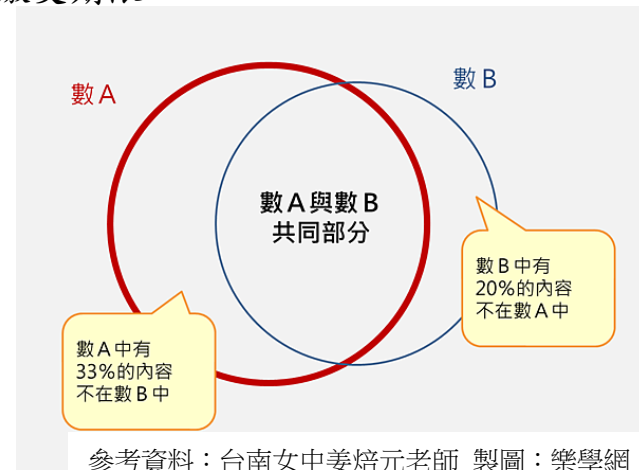 數A
數B
數A與數B
共同部分
數B中有
20%的內容
不在數A中
數A中有
33%的內容
不在數B中
參考資料：台南女中姜焙元老師 製圖：樂學網